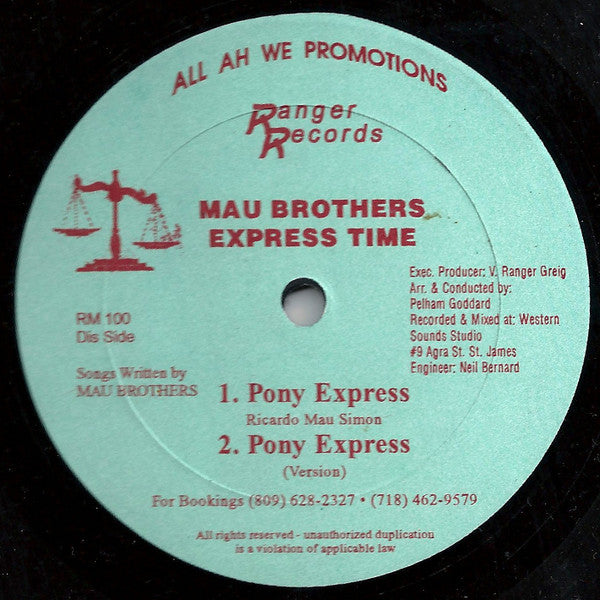 ALL AH WE PROMOTIONS
Ranger
Records
MAU BROTHERS
EXPRESS TIME
Exec. Producer: V. Ranger Greig
Arr. & Conducted by:
Pelham Goddard
Recorded & Mixed at: Western
Sounds Studio
#9 Agra St. St. James
Engineer: Neil Bernard
RM 100
Dis Side
Songs Written by
MAU BROTHERS
1. Pony Express
Ricardo Mau Simon
2. Pony Express
(Version)
For Bookings (809) 628-2327 • (718) 462-9579
All rights reserved - unauthorized duplication
is a violation of applicable law